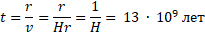 t = r/v = r/Hr = 1/H = 13 · 10⁹ лет